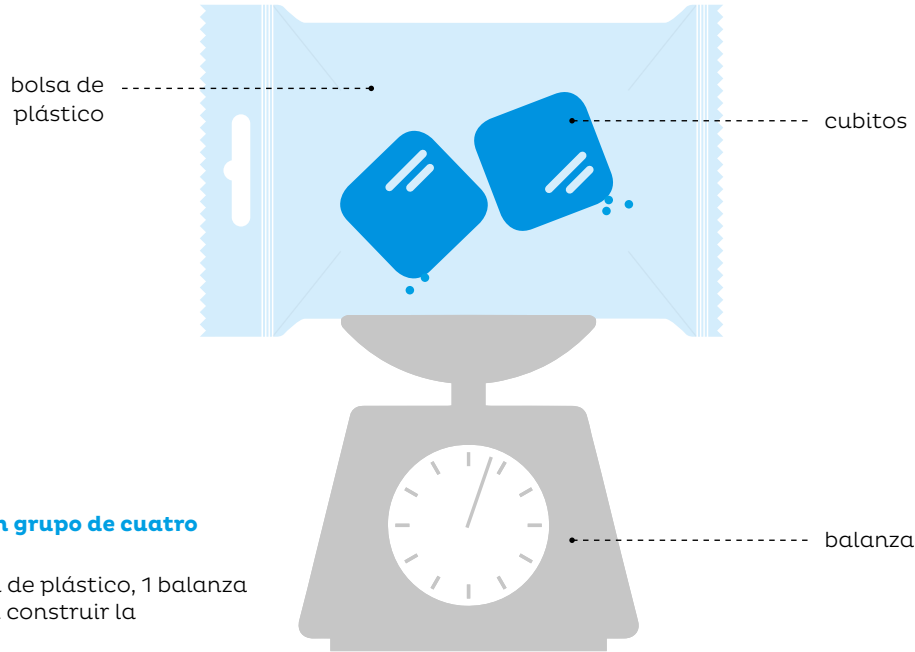 bolsa de
plástico
cubitos
grupo de cuatro
balanza
de plástico, 1 balanza
construir la